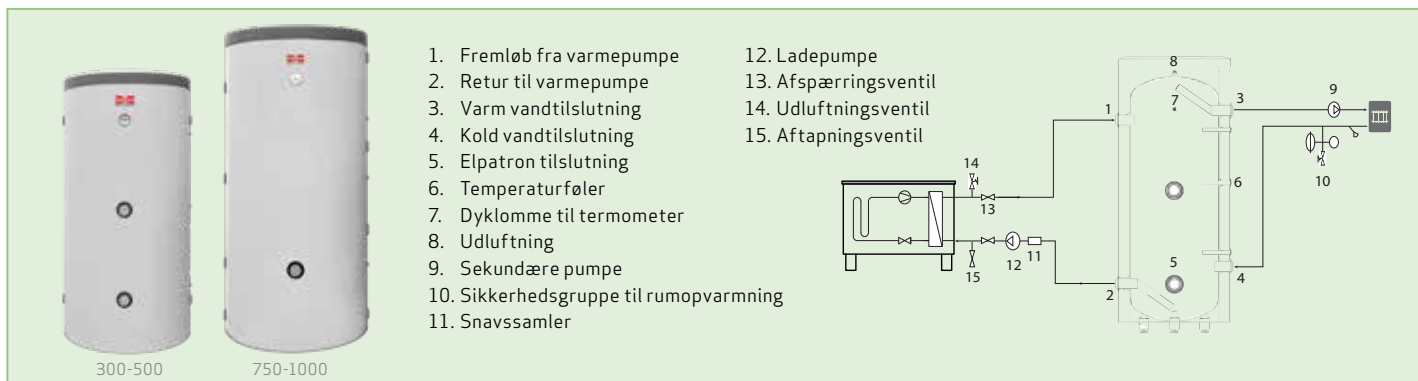 300-500
750-1000
1. Fremløb fra varmepumpe
2. Retur til varmepumpe
3. Varm vandtilslutning
4. Kold vandtilslutning
5. Elpatron tilslutning
6. Temperaturføler
7. Dyklomme til termometer
8. Udluftning
9. Sekundære pumpe
10. Sikkerhedsgruppe til rumopvarmning
11. Snavssamler
12. Ladepumpe
13. Afspærringsventil
14. Udluftningsventil
15. Aftapningsventil
8
9
7
3
1
10
14
6
13
5
15
12
11
2
4